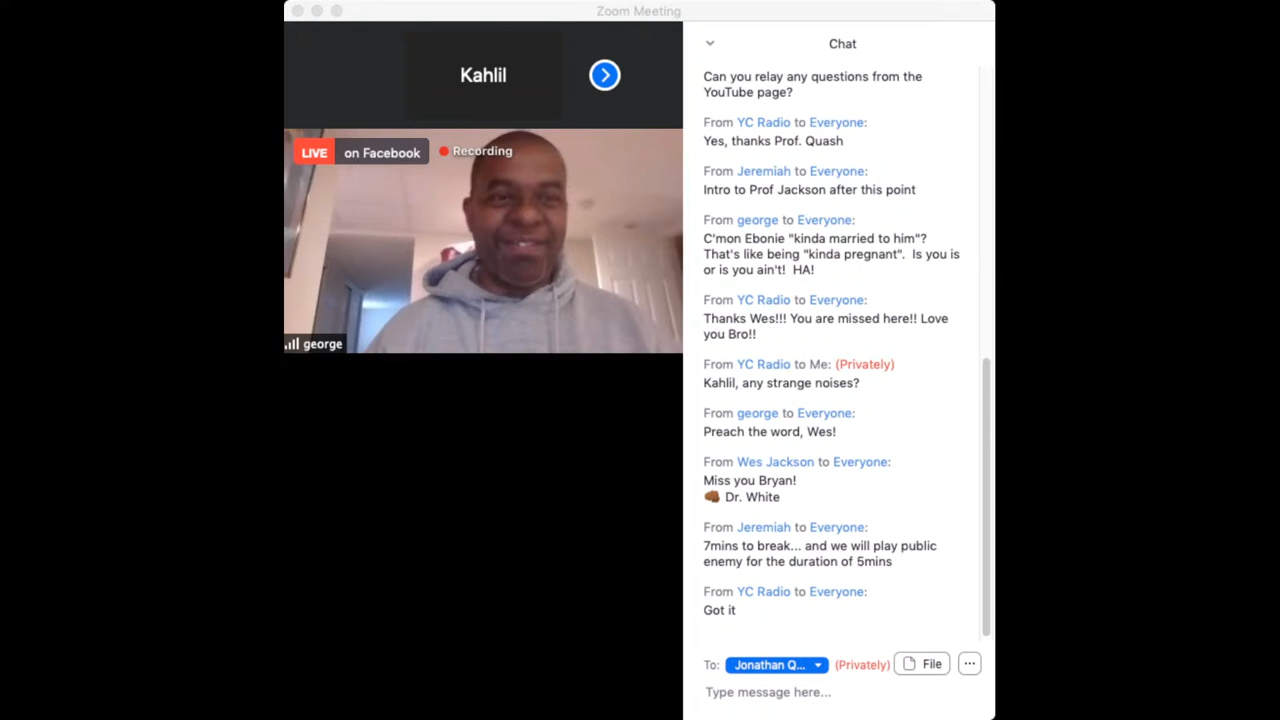 Zoom Meeting
Kahlil
LIVE on Facebook Recording
george
Chat
Can you relay any questions from the
YouTube page?
From YC Radio to Everyone:
Yes, thanks Prof. Quash
From Jeremiah to Everyone:
Intro to Prof Jackson after this point
From george to Everyone:
C'mon Ebonie "kinda married to him"?
That's like being "kinda pregnant".  Is you is
or is you ain't!  HA!
From YC Radio to Everyone:
Thanks Wes!!! You are missed here!! Love
you Bro!!
From YC Radio to Me: (Privately)
Kahlil, any strange noises?
From george to Everyone:
Preach the word, Wes!
From Wes Jackson to Everyone:
Miss you Bryan!
Dr. White
From Jeremiah to Everyone:
7mins to break... and we will play public
enemy for the duration of 5mins
From YC Radio to Everyone:
Got it
To: Jonathan Q... (Privately) File ...
Type message here...